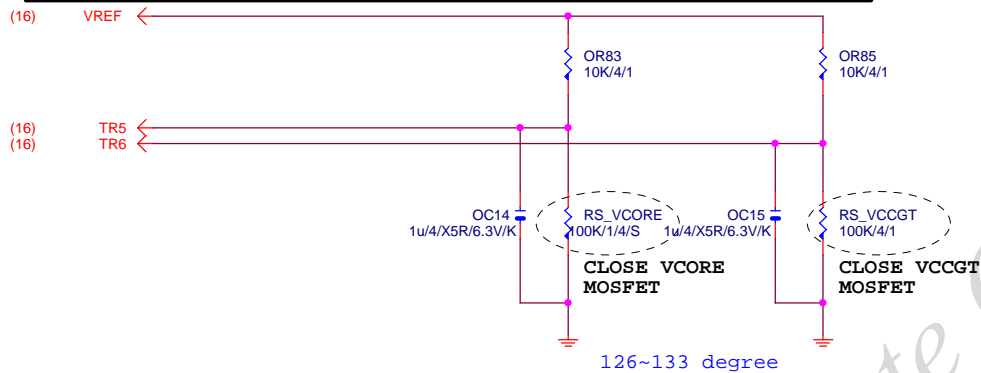 (16) VREF
OR83
10K/4/1
OR85
10K/4/1
(16) TR5
(16) TR6
OC14
1u/4/X5R/6.3V/K
RS_VCORE
100K/1/4/S
OC15
1u/4/X5R/6.3V/K
RS_VCCGT
100K/4/1
CLOSE VCORE
MOSFET
CLOSE VCCGT
MOSFET
126~133 degree